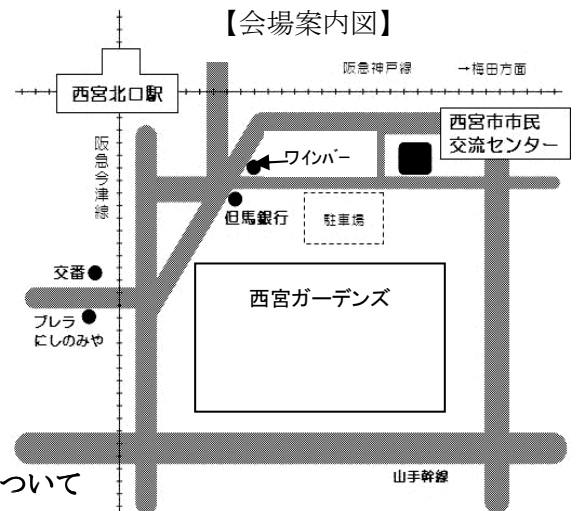 【会場案内図】
阪急神戸線 →梅田方面
西宮北口駅
西宮市市民
交流センター
阪急今津線
ワインバー
但馬銀行
駐車場
交番
プレラ
にしのみや
西宮ガーデンズ
山手幹線
ついて